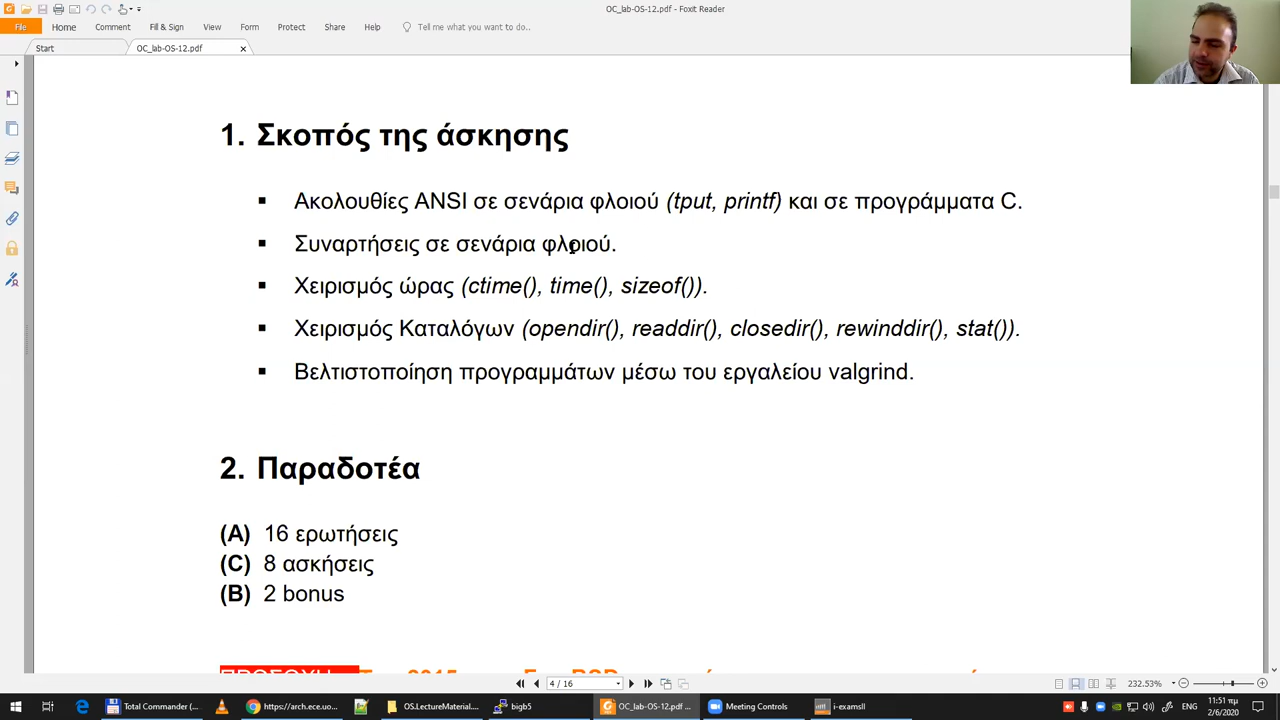 OC_lab-OS-12.pdf - Foxit Reader
File Home Comment Fill & Sign Form View Protect Share Help Tell me what you want to do..
Start OC_lab-OS-12.pdf
1. Σκοπός της άσκησης
▪ Ακολουθίες ANSI σε σενάρια φλοιού (tput, printf) και σε προγράμματα C.
▪ Συναρτήσεις σε σενάρια φλοιού.
▪ Χειρισμός ώρας (ctime(), time(), sizeof()).
▪ Χειρισμός Καταλόγων (opendir(), readdir(), closedir(), rewinddir(), stat()).
▪ Βελτιστοποίηση προγραμμάτων μέσω του εργαλείου valgrind.
2. Παραδοτέα
(A) 16 ερωτήσεις
(C) 8 ασκήσεις
(B) 2 bonus
4 / 16 232.53%
Total Commander (... https://arch.ece.uo... OS.LectureMaterial... bigb5 OC_lab-OS-12.pdf ... Meeting Controls i-examsll ENG 11:51 πμ
2/6/2020